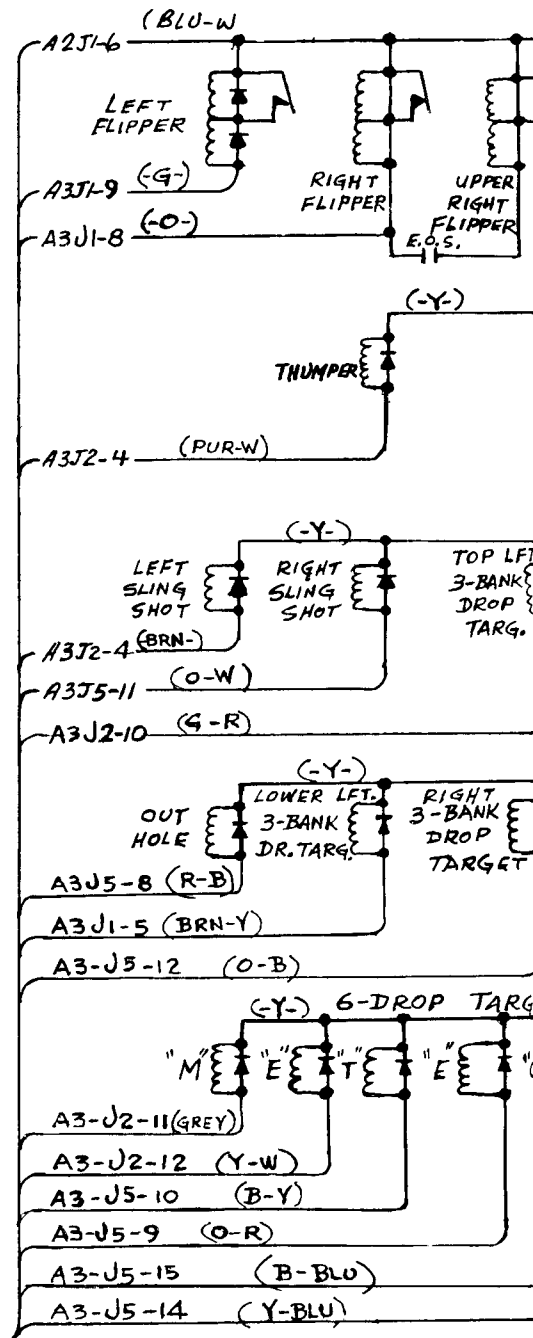 A2J1-6 (BLU-W
LEFT
FLIPPER
RIGHT
FLIPPER
UPPER
RIGHT
FLIPPER
A3J1-9 (-G-)
A3J1-8 (-O-)
E.O.S.
(-Y-)
THUMPER
A3J2-4 (PUR-W)
(-Y-)
LEFT
SLING
SHOT
RIGHT
SLING
SHOT
TOP LFT
3-BANK
DROP
TARG.
A3J2-4 (BRN-)
A3J5-11 (O-W)
A3J2-10 (G-R)
(-Y-)
OUT
HOLE
LOWER LFT.
3-BANK
DR. TARG.
RIGHT
3-BANK
DROP
TARGET
A3J5-8 (R-B)
A3J1-5 (BRN-Y)
A3-J5-12 (O-B)
(-Y-) 6-DROP TARG
"M" "E" "T" "E"
A3-J2-11 (GREY)
A3-J2-12 (Y-W)
A3-J5-10 (B-Y)
A3-J5-9 (O-R)
A3-J5-15 (B-BLU)
A3-J5-14 (Y-BLU)